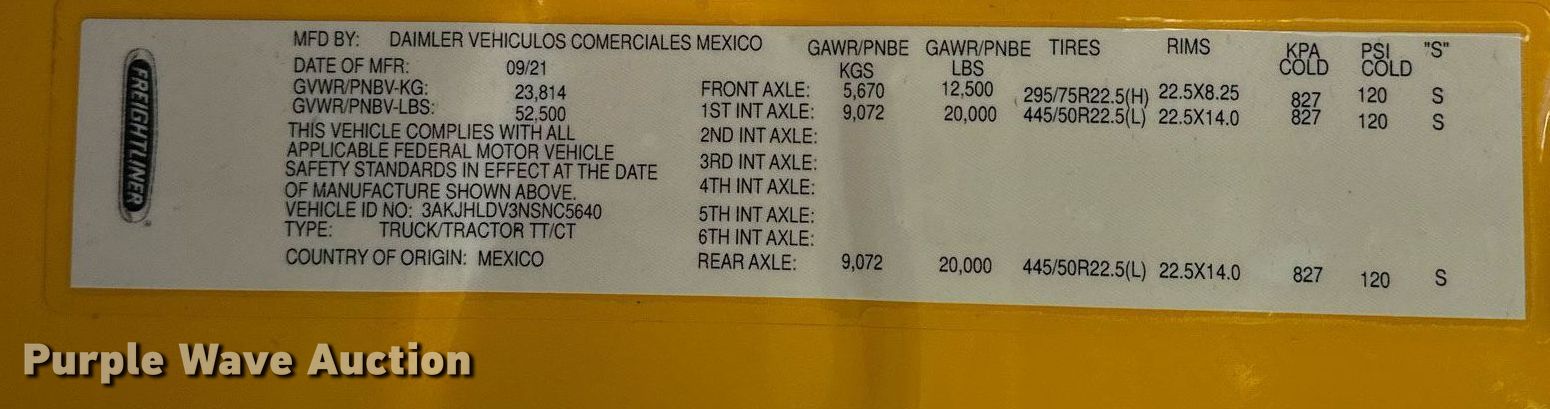 FREIGHTLINER
MFD BY: DAIMLER VEHICULOS COMERCIALES MEXICO
DATE OF MFR: 09/21
GVWR/PNBV-KG: 23,814
GVWR/PNBV-LBS: 52,500
THIS VEHICLE COMPLIES WITH ALL
APPLICABLE FEDERAL MOTOR VEHICLE
SAFETY STANDARDS IN EFFECT AT THE DATE
OF MANUFACTURE SHOWN ABOVE.
VEHICLE ID NO: 3AKJHLDV3NSNC5640
TYPE: TRUCK/TRACTOR TT/CT
COUNTRY OF ORIGIN: MEXICO
GAWR/PNBE GAWR/PNBE TIRES RIMS KPA PSI "S"
KGS LBS COLD COLD
FRONT AXLE: 5,670 12,500 295/75R22.5(H) 22.5X8.25 827 120 S
1ST INT AXLE: 9,072 20,000 445/50R22.5(L) 22.5X14.0 827 120 S
2ND INT AXLE:
3RD INT AXLE:
4TH INT AXLE:
5TH INT AXLE:
6TH INT AXLE:
REAR AXLE: 9,072 20,000 445/50R22.5(L) 22.5X14.0 827 120 S
Purple Wave Auction